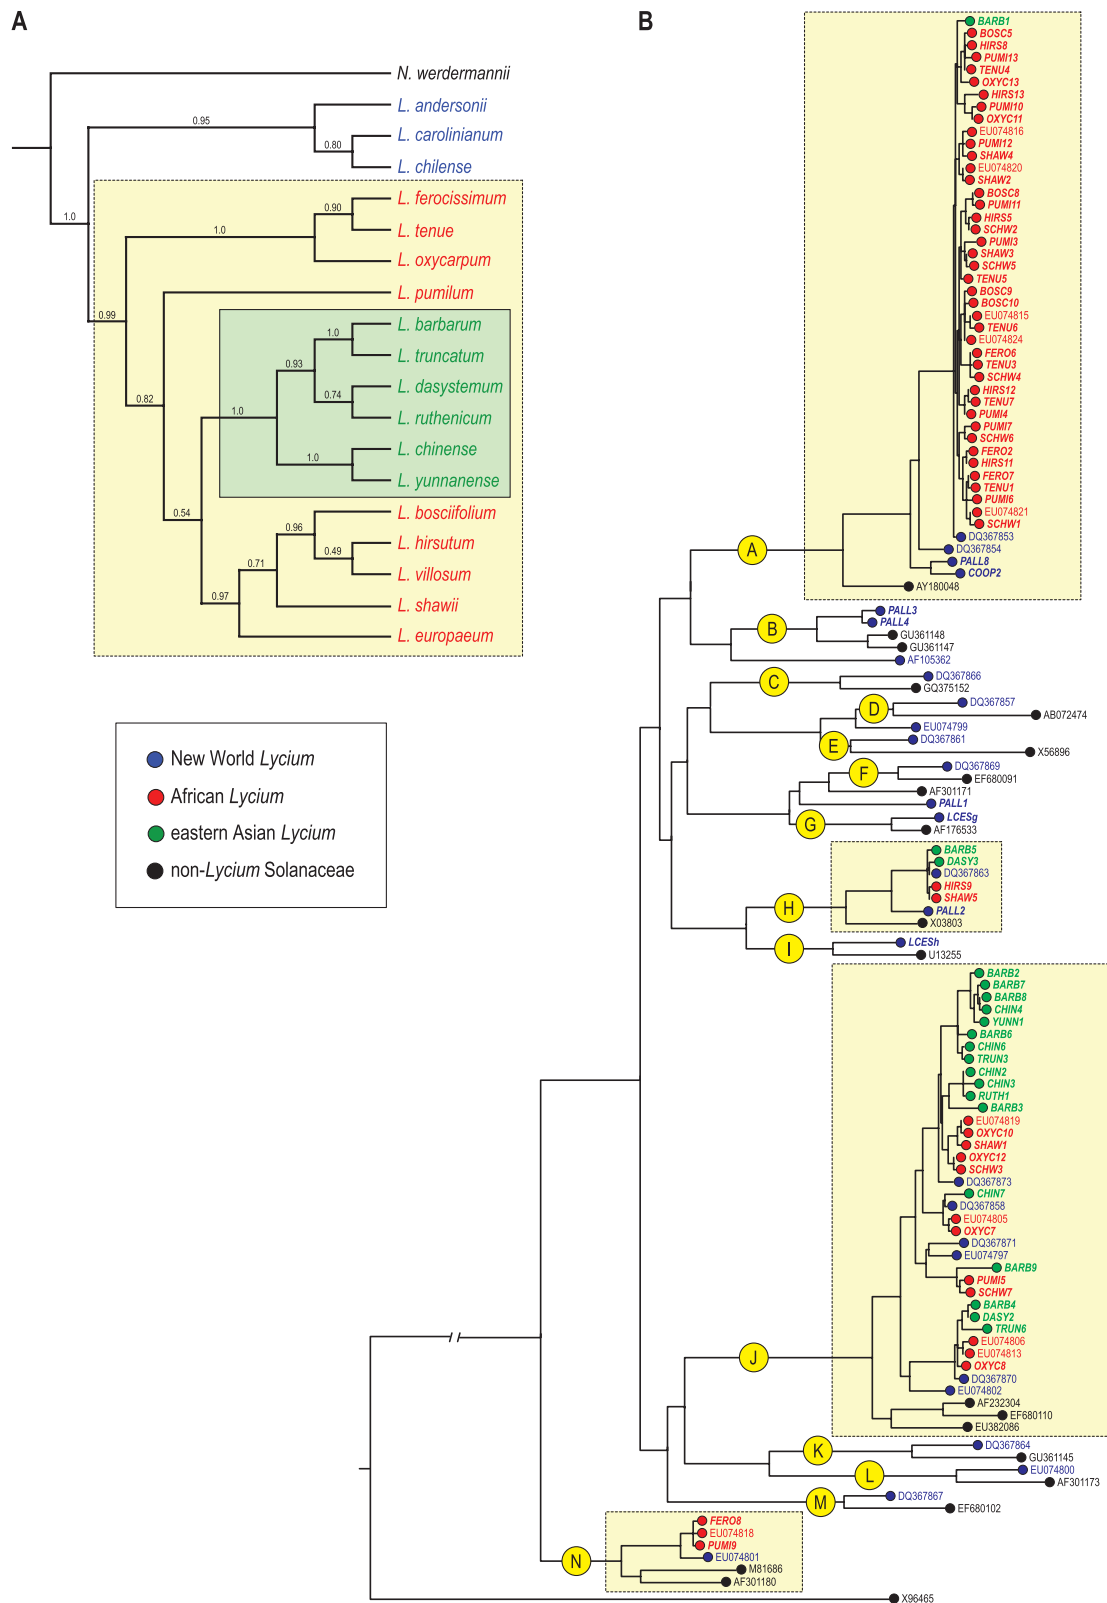 A
N. werdermannii
L. andersonii
0.95
L. carolinianum
0.80
L. chilense
L. ferocissimum
0.90
L. tenue
1.0
L. oxycarpum
1.0
L. pumilum
0.99
L. barbarum
1.0
L. truncatum
0.93
L. dasystemum
0.74
L. ruthenicum
0.82
1.0
L. chinense
1.0
L. yunnanense
L. bosciifolium
0.54
0.96
L. hirsutum
0.49
L. villosum
0.71
L. shawii
0.97
L. europaeum
New World Lycium
African Lycium
eastern Asian Lycium
non-Lycium Solanaceae
B
BARB1
BOSC5
HIRS8
PUMI13
TENU4
OXYC13
HIRS13
PUMI10
OXYC11
EU074816
PUMI12
SHAW4
EU074820
SHAW2
BOSC8
PUMI11
HIRS5
SCHW2
PUMI3
SHAW3
SCHW5
TENU5
BOSC9
BOSC10
EU074815
TENU6
EU074824
FERO6
TENU3
SCHW4
HIRS12
TENU7
PUMI4
PUMI7
SCHW6
FERO2
HIRS11
FERO7
TENU1
PUMI6
EU074821
SCHW1
DQ367853
A
DQ367854
PALL8
COOP2
AY180048
PALL3
PALL4
B
GU361148
GU361147
AF105362
DQ367866
C
GQ375152
DQ367857
D
AB072474
EU074799
DQ367861
E
X56896
DQ367869
F
EF680091
AF301171
PALL1
LCESg
G
AF176533
BARB5
DASY3
DQ367863
HIRS9
SHAW5
H
PALL2
X03803
LCESh
I
U13255
BARB2
BARB7
BARB8
CHIN4
YUNN1
BARB6
CHIN6
TRUN3
CHIN2
CHIN3
RUTH1
BARB3
EU074819
OXYC10
SHAW1
OXYC12
SCHW3
DQ367873
CHIN7
DQ367858
EU074805
OXYC7
DQ367871
EU074797
BARB9
PUMI5
SCHW7
BARB4
DASY2
TRUN6
EU074806
EU074813
J
OXYC8
DQ367870
EU074802
AF232304
EF680110
EU382086
DQ367864
K
GU361145
EU074800
L
AF301173
DQ367867
M
EF680102
FERO8
EU074818
PUMI9
EU074801
N
M81686
AF301180
X96465